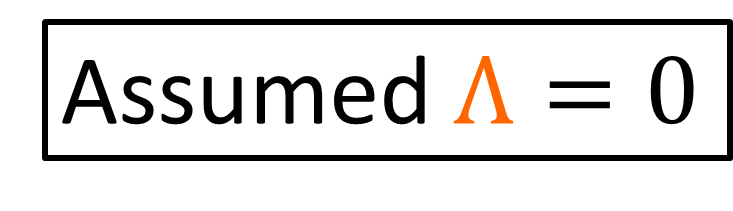 Assumed Λ = 0